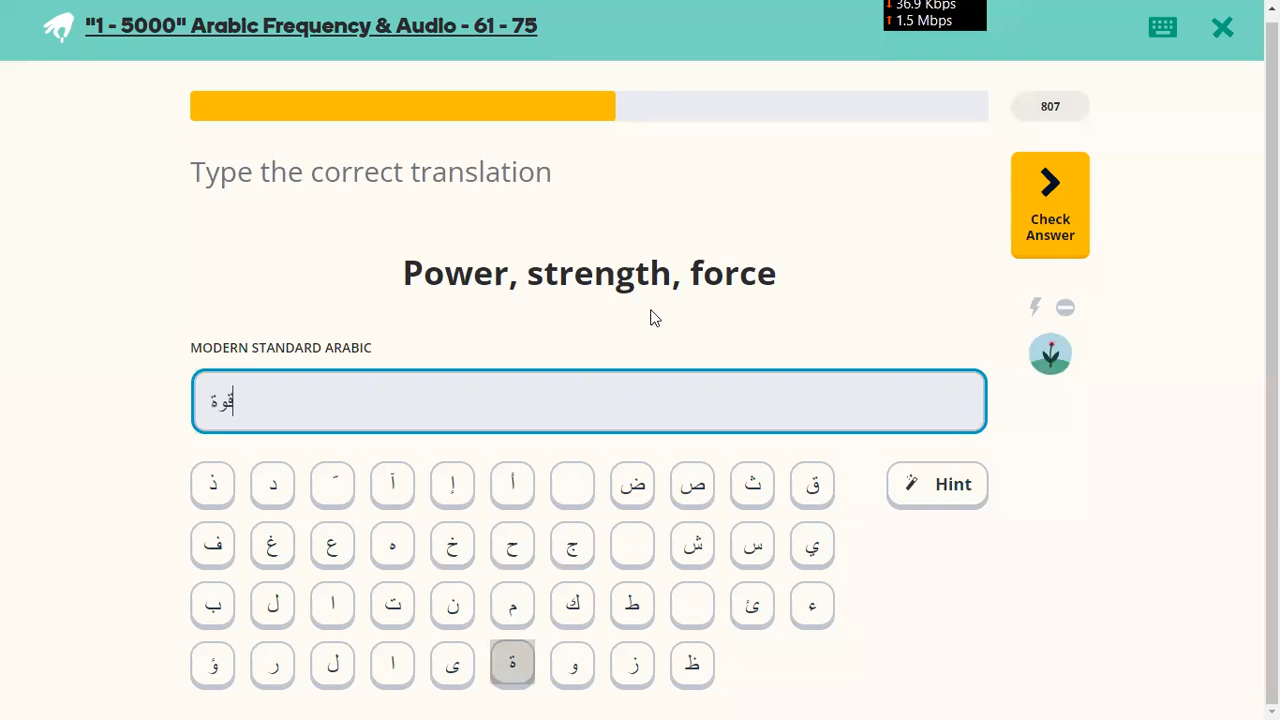 "1 - 5000" Arabic Frequency & Audio - 61 - 75
36.9 Kbps
1.5 Mbps
807
Type the correct translation
Check
Answer
Power, strength, force
MODERN STANDARD ARABIC
قوة
ذ د َ آ إ أ ض ص ث ق
Hint
ف غ ع ه خ ح ج ش س ي
ب ل ا ت ن م ك ط ئ ء
ؤ ر ل ا ى ة و ز ظ